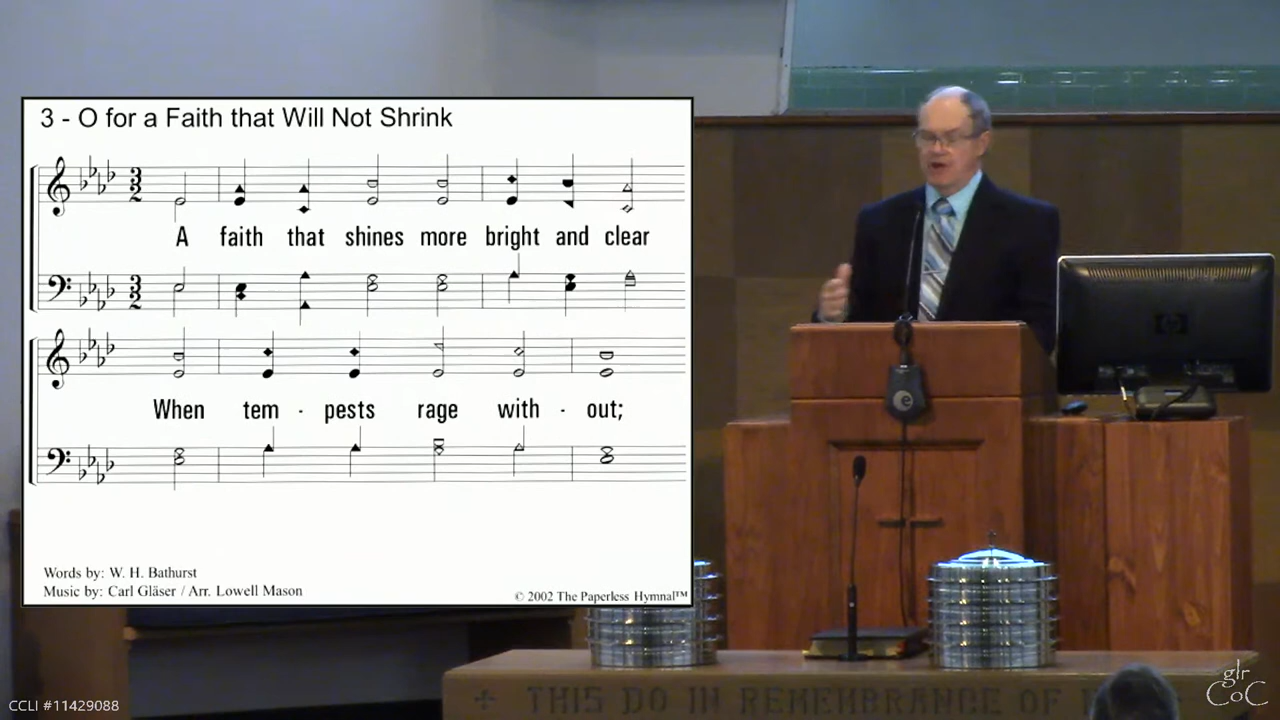 3 - O for a Faith that Will Not Shrink
A faith that shines more bright and clear
When tem - pests rage with - out;
Words by: W. H. Bathurst
Music by: Carl Gläser / Arr. Lowell Mason
© 2002 The Paperless Hymnal™
hp
e
THIS DO IN REMEMBRANCE OF
CCLI #11429088
glr
CoC